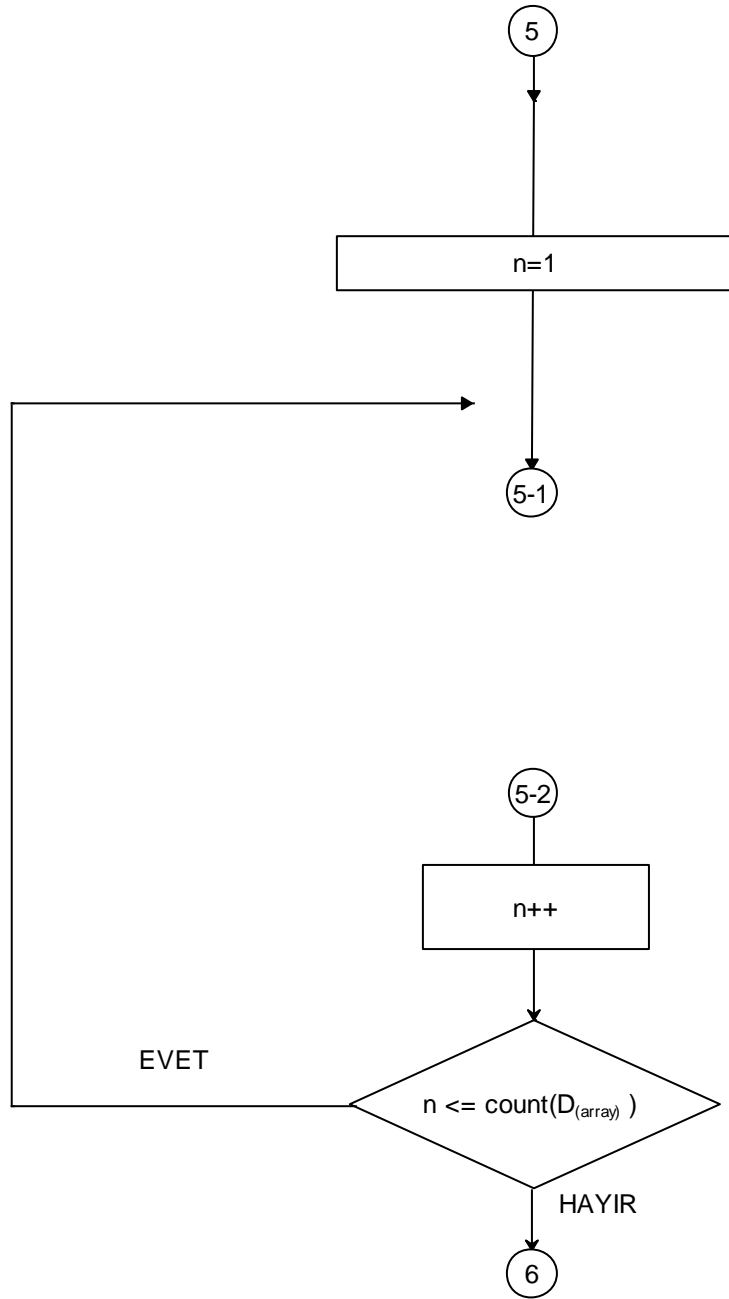 5
n=1
5-1
5-2
n++
EVET
n <= count(D(array) )
HAYIR
6